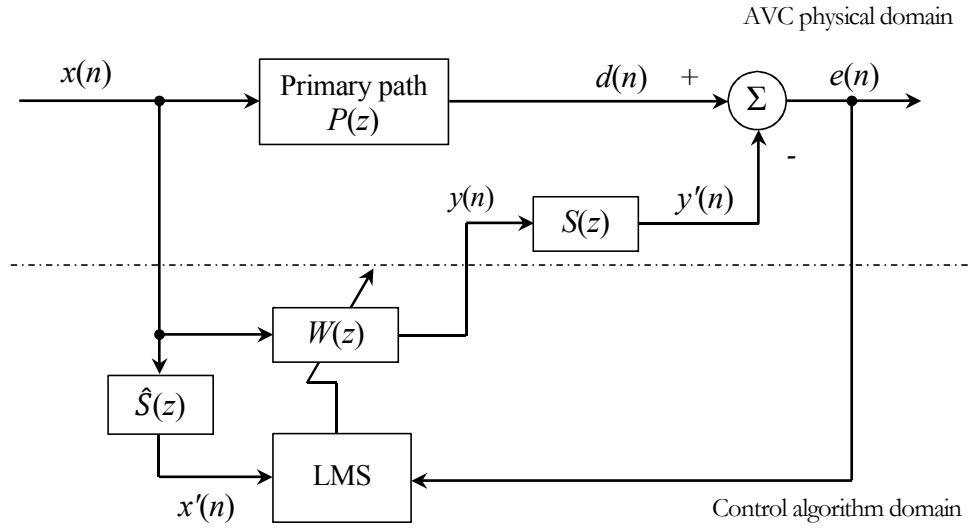 AVC physical domain
x(n)
Primary path
P(z)
d(n)
+
Σ
e(n)
-
y(n)
S(z)
y'(n)
W(z)
Ŝ(z)
LMS
x'(n)
Control algorithm domain